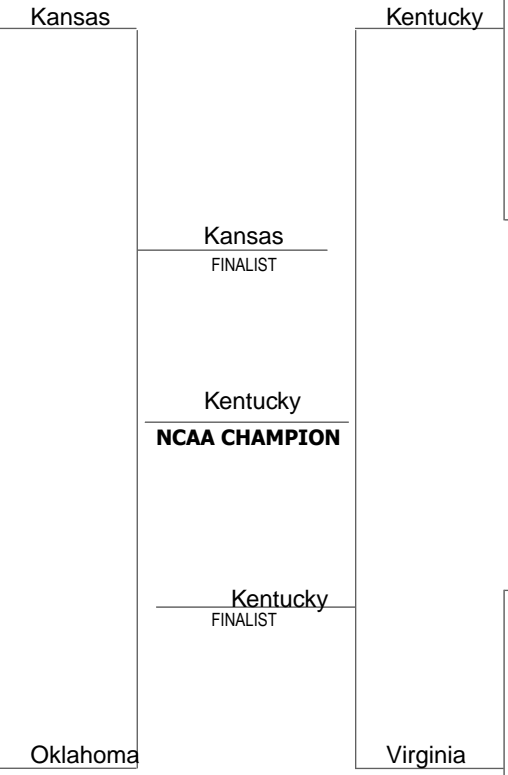 Kansas
Kentucky
Kansas
FINALIST
Kentucky
NCAA CHAMPION
Kentucky
FINALIST
Oklahoma
Virginia